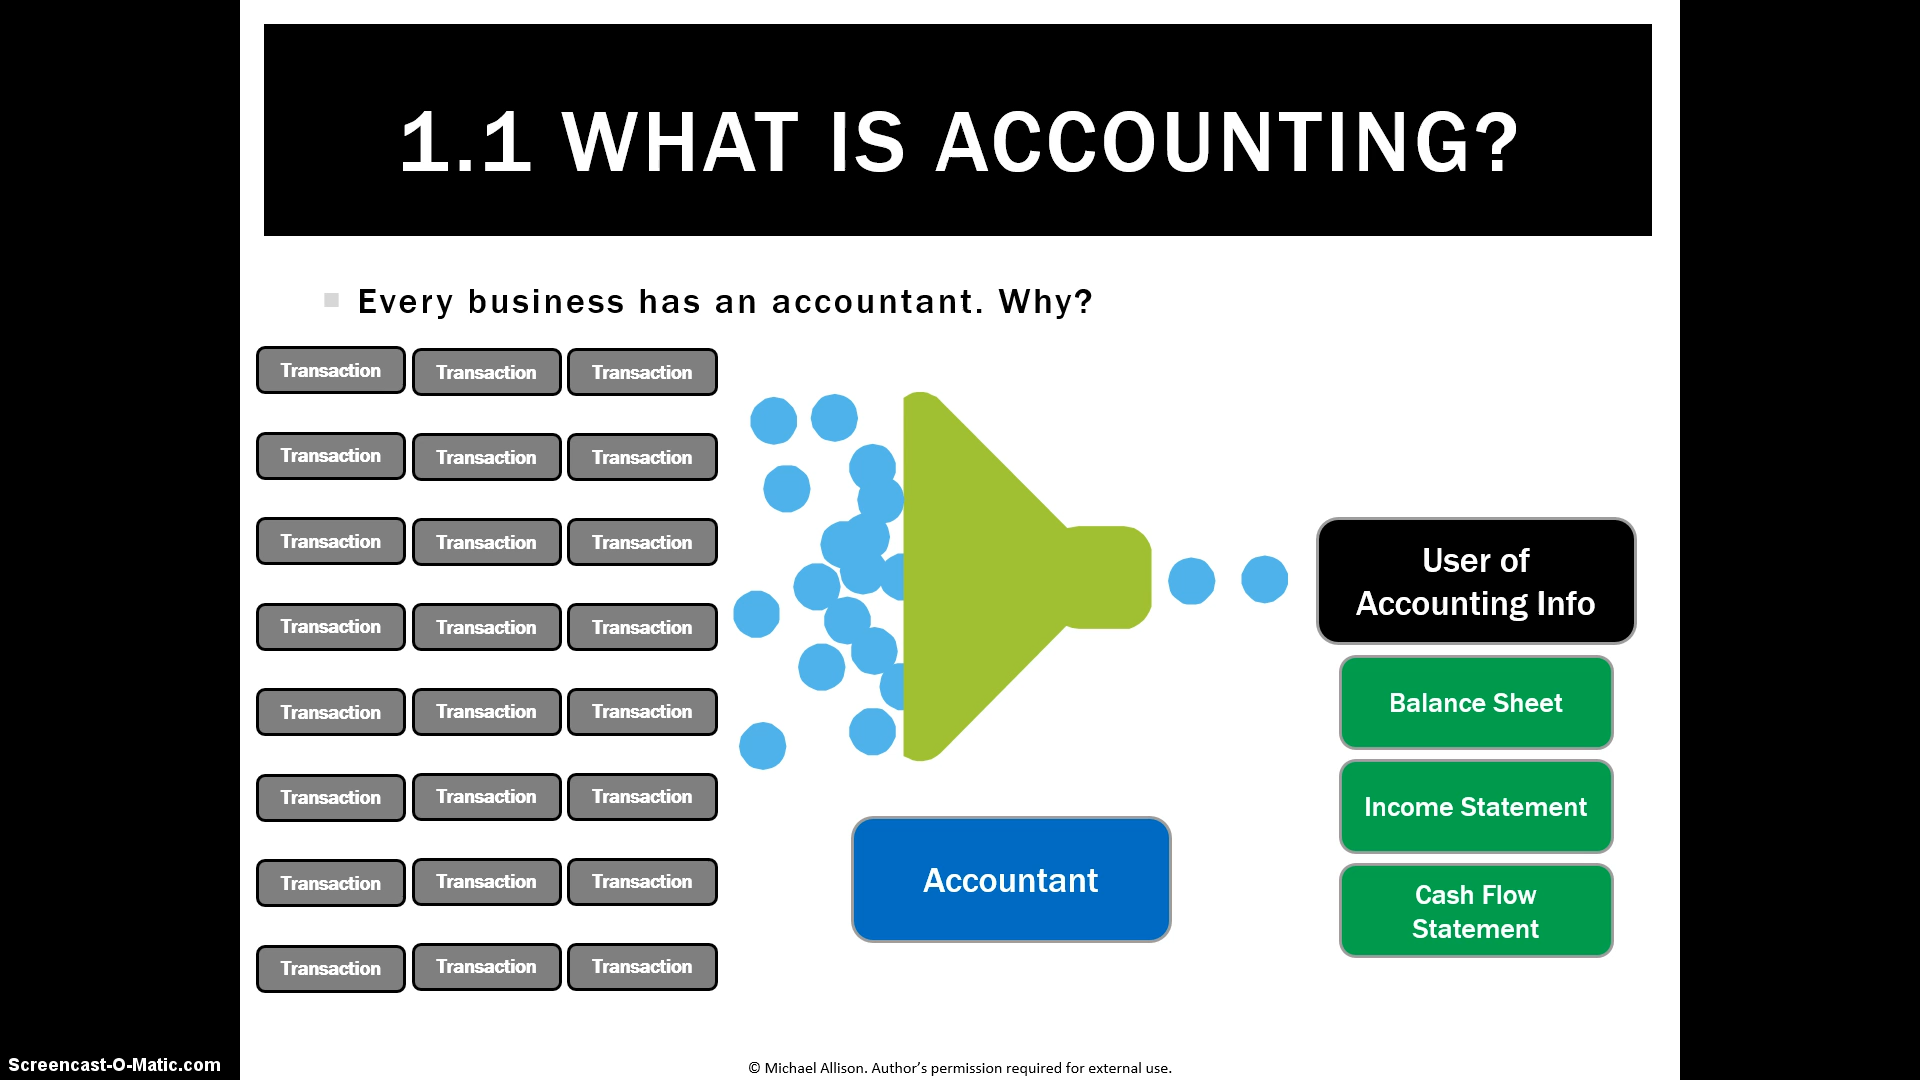 1.1 WHAT IS ACCOUNTING?
Every business has an accountant. Why?
Transaction Transaction Transaction
Transaction Transaction Transaction
Transaction Transaction Transaction
Transaction Transaction Transaction
Transaction Transaction Transaction
Transaction Transaction Transaction
Transaction Transaction Transaction
Transaction Transaction Transaction
Accountant
User of
Accounting Info
Balance Sheet
Income Statement
Cash Flow
Statement
Screencast-O-Matic.com
© Michael Allison. Author’s permission required for external use.